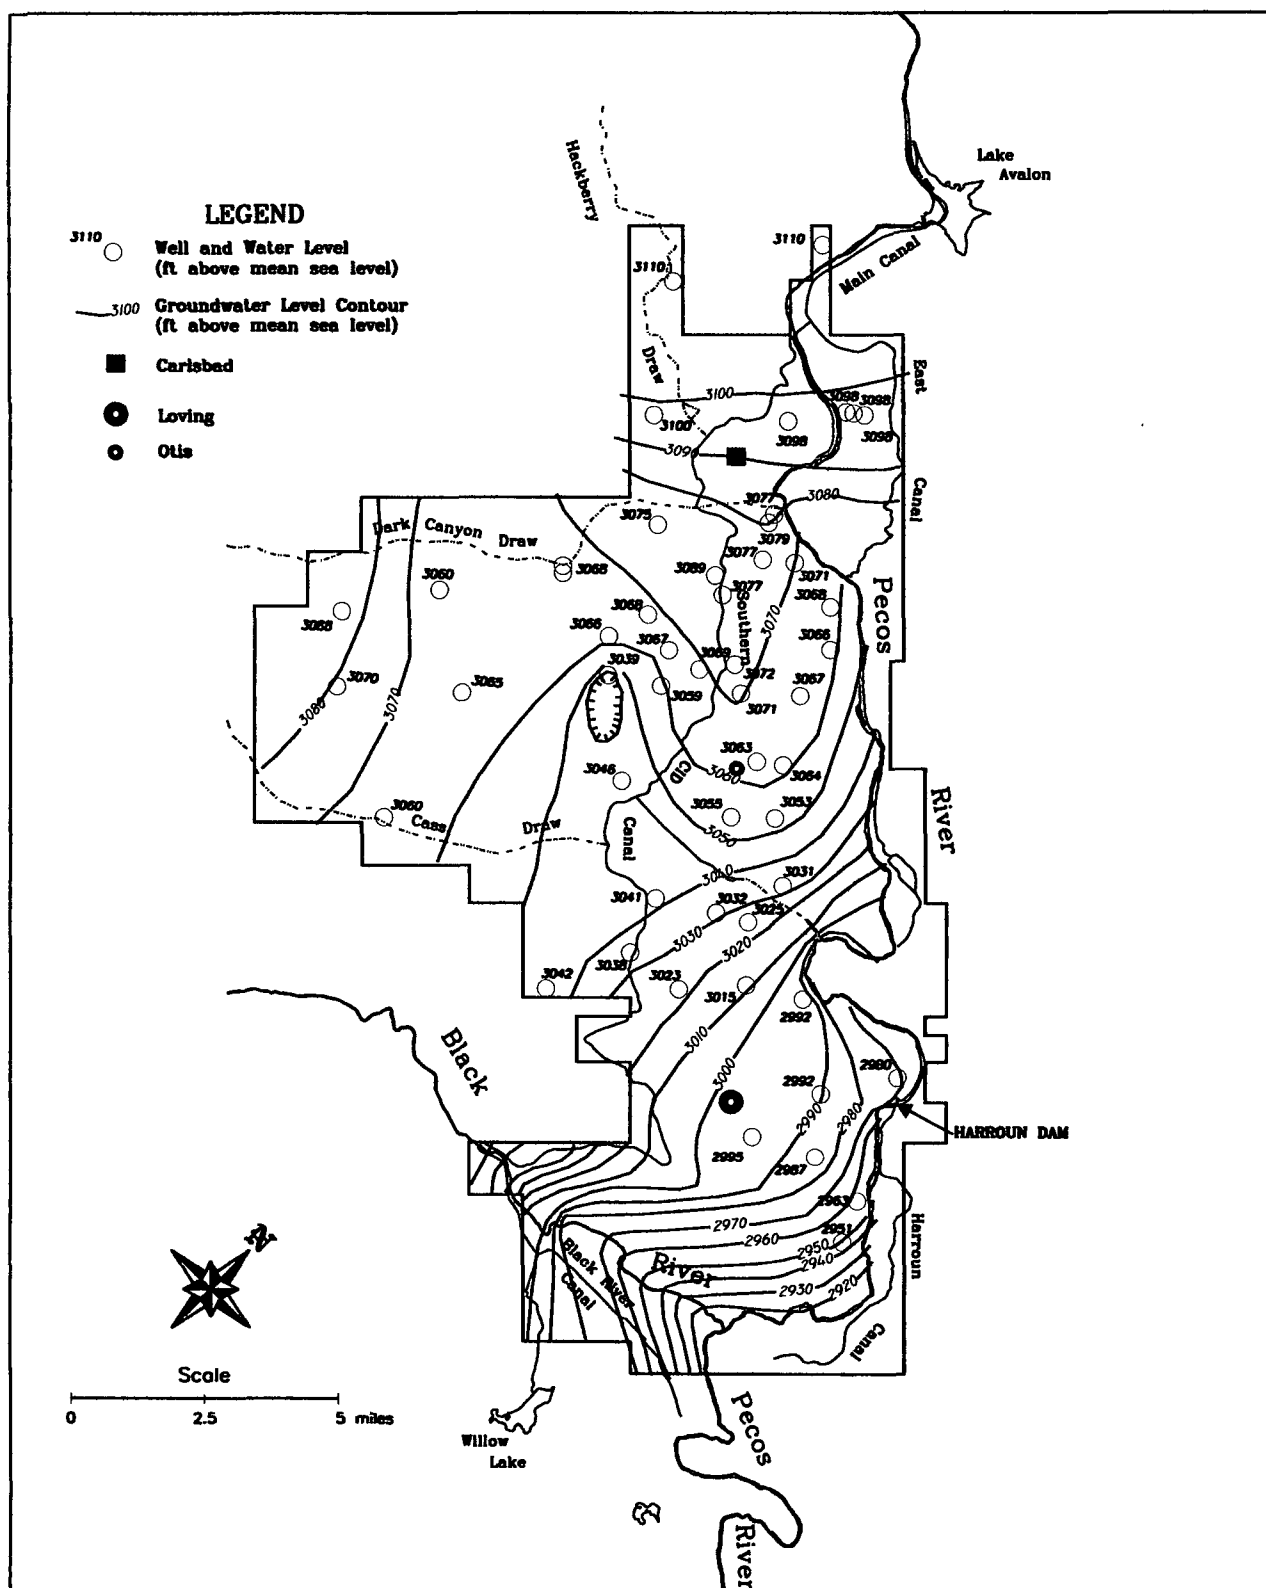 Lake
Avalon
Hackberry
LEGEND
3110
Well and Water Level
(ft above mean sea level)
3100
Groundwater Level Contour
(ft above mean sea level)
Carlsbad
Loving
Otis
3110
3110
Main Canal
Draw
East
3100
3098
3098
3100
3098
3098
3090
Canal
3077
3080
3075
3079
Dark Canyon Draw
3077
3071
3068
3089
3060
3077
3068
Pecos
3068
3068
Southern
3070
3066
3067
3066
3069
3072
3039
3070
3065
3059
3071
3067
3080
3070
3063
3064
3060
CID
3046
River
3060
3055
3053
Cass
Draw
3050
Canal
3040
3031
3041
3032
3025
3030
3020
3038
3042
3023
3015
2992
Black
3010
3000
2980
2992
2990
2980
HARROUN DAM
2995
2987
2963
2970
2951
2960
2950
2940
Harroun
N
Black River
Canal
River
2930
2920
Canal
Scale
0 2.5 5 miles
Willow
Lake
Pecos
River